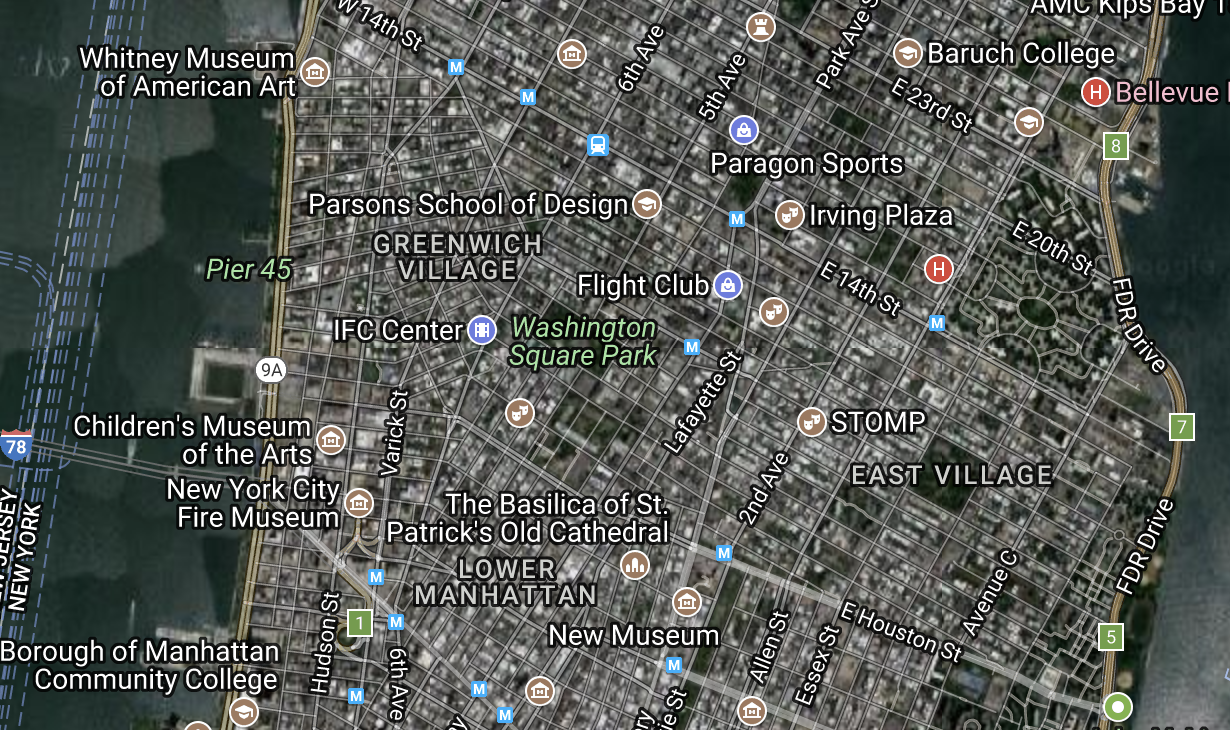 AMC Kips Bay 1
W 14th St
6th Ave
5th Ave
Park Ave S
Whitney Museum
of American Art
Baruch College
E 23rd St
H
Bellevue
8
M
M
Paragon Sports
Parsons School of Design
M
Irving Plaza
GREENWICH
VILLAGE
E 20th St
Pier 45
H
Google
Flight Club
E 14th St
FDR Drive
IFC Center
Washington
Square Park
M
M
9A
Lafayette St
Varick St
Children's Museum
of the Arts
STOMP
7
78
2nd Ave
EAST VILLAGE
New York City
Fire Museum
The Basilica of St.
Patrick's Old Cathedral
NEW YORK
M
FDR Drive
LOWER
MANHATTAN
M
Avenue C
Hudson St
1
M
E Houston St
New Museum
Allen St
Essex St
5
Borough of Manhattan
Community College
6th Ave
M
M
M
M